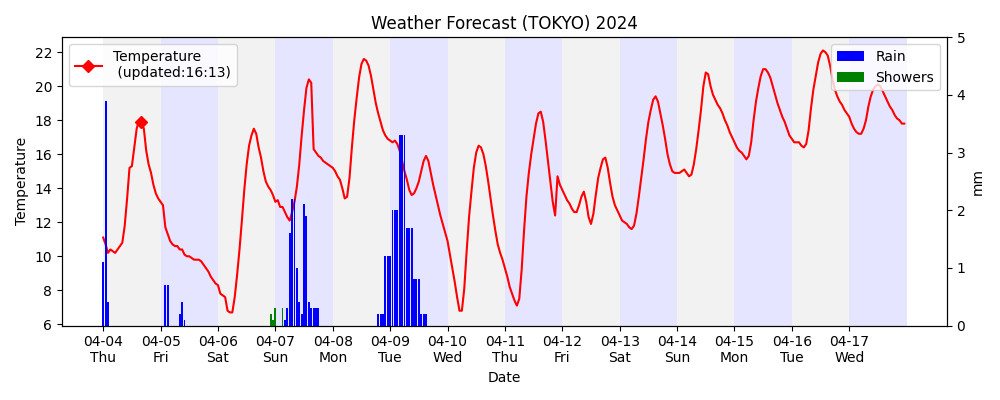 Weather Forecast (TOKYO) 2024
Temperature
(updated:16:13)
Rain
Showers
Temperature
22
20
18
16
14
12
10
8
6
5
4
3
2
1
0
mm
04-04 04-05 04-06 04-07 04-08 04-09 04-10 04-11 04-12 04-13 04-14 04-15 04-16 04-17
Thu Fri Sat Sun Mon Tue Wed Thu Fri Sat Sun Mon Tue Wed
Date